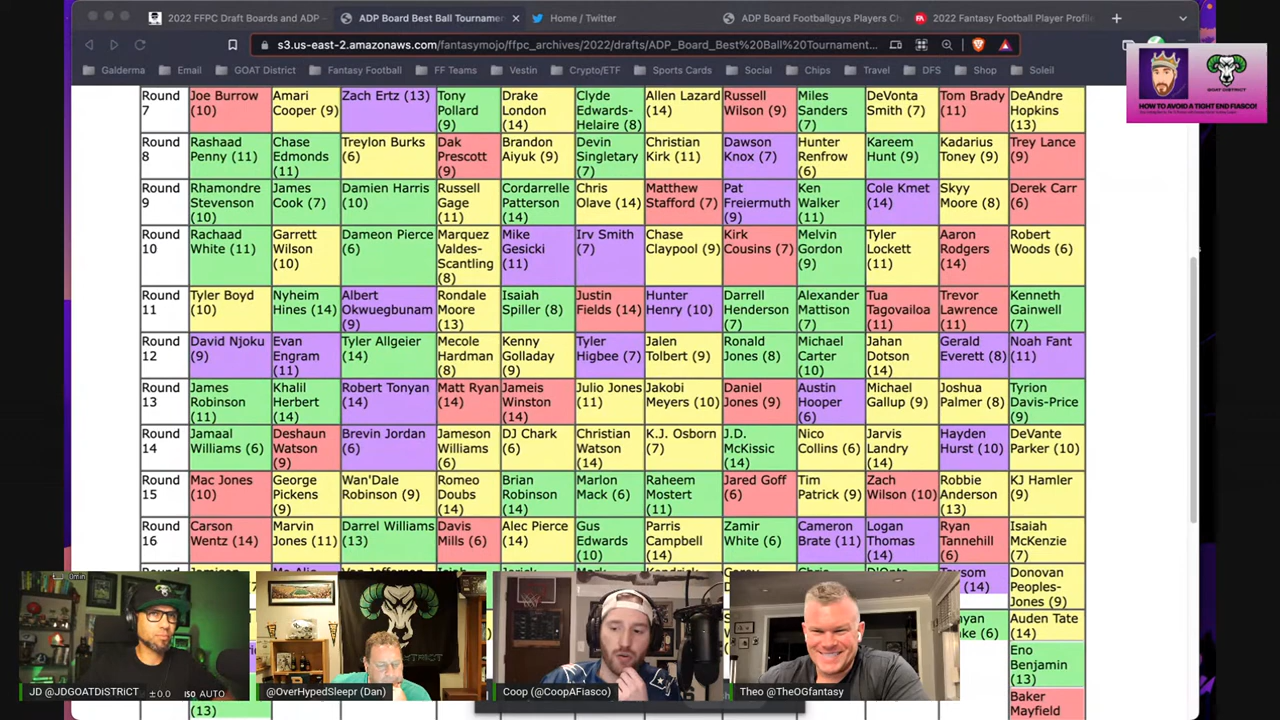 2022 FFPC Draft Boards and ADP -
ADP Board Best Ball Tournamen
Home / Twitter
ADP Board Footballguys Players Ch
2022 Fantasy Football Player Profile
s3.us-east-2.amazonaws.com/fantasymojo/ffpc_archives/2022/drafts/ADP_Board_Best%20Ball%20Tournament...
Galderma
Email
GOAT District
Fantasy Football
FF Teams
Vestin
Crypto/ETF
Sports Cards
Social
Chips
Travel
DFS
Shop
Soleil
HOW TO AVOID A TIGHT END FIASCO!
Round 7
Joe Burrow (10)
Amari Cooper (9)
Zach Ertz (13)
Tony Pollard (9)
Drake London (14)
Clyde Edwards-Helaire (8)
Allen Lazard (14)
Russell Wilson (9)
Miles Sanders (7)
DeVonta Smith (7)
Tom Brady (11)
DeAndre Hopkins (13)
Round 8
Rashaad Penny (11)
Chase Edmonds (11)
Treylon Burks (6)
Dak Prescott (9)
Brandon Aiyuk (9)
Devin Singletary (7)
Christian Kirk (11)
Dawson Knox (7)
Hunter Renfrow (6)
Kareem Hunt (9)
Kadarius Toney (9)
Trey Lance (9)
Round 9
Rhamondre Stevenson (10)
James Cook (7)
Damien Harris (10)
Russell Gage (11)
Cordarrelle Patterson (14)
Chris Olave (14)
Matthew Stafford (7)
Pat Freiermuth (9)
Ken Walker (11)
Cole Kmet (14)
Skyy Moore (8)
Derek Carr (6)
Round 10
Rachaad White (11)
Garrett Wilson (10)
Dameon Pierce (6)
Marquez Valdes-Scantling (8)
Mike Gesicki (11)
Irv Smith (7)
Chase Claypool (9)
Kirk Cousins (7)
Melvin Gordon (9)
Tyler Lockett (11)
Aaron Rodgers (14)
Robert Woods (6)
Round 11
Tyler Boyd (10)
Nyheim Hines (14)
Albert Okwuegbunam (9)
Rondale Moore (13)
Isaiah Spiller (8)
Justin Fields (14)
Hunter Henry (10)
Darrell Henderson (7)
Alexander Mattison (7)
Tua Tagovailoa (11)
Trevor Lawrence (11)
Kenneth Gainwell (7)
Round 12
David Njoku (9)
Evan Engram (11)
Tyler Allgeier (14)
Mecole Hardman (8)
Kenny Golladay (9)
Tyler Higbee (7)
Jalen Tolbert (9)
Ronald Jones (8)
Michael Carter (10)
Jahan Dotson (14)
Gerald Everett (8)
Noah Fant (11)
Round 13
James Robinson (11)
Khalil Herbert (14)
Robert Tonyan (14)
Matt Ryan (14)
Jameis Winston (14)
Julio Jones (11)
Jakobi Meyers (10)
Daniel Jones (9)
Austin Hooper (6)
Michael Gallup (9)
Joshua Palmer (8)
Tyrion Davis-Price (9)
Round 14
Jamaal Williams (6)
Deshaun Watson (9)
Brevin Jordan (6)
Jameson Williams (6)
DJ Chark (6)
Christian Watson (14)
K.J. Osborn (7)
J.D. McKissic (14)
Nico Collins (6)
Jarvis Landry (14)
Hayden Hurst (10)
DeVante Parker (10)
Round 15
Mac Jones (10)
George Pickens (9)
Wan'Dale Robinson (9)
Romeo Doubs (14)
Brian Robinson (14)
Marlon Mack (6)
Raheem Mostert (11)
Jared Goff (6)
Tim Patrick (9)
Zach Wilson (10)
Robbie Anderson (13)
KJ Hamler (9)
Round 16
Carson Wentz (14)
Marvin Jones (11)
Darrel Williams (13)
Davis Mills (6)
Alec Pierce (14)
Gus Edwards (10)
Parris Campbell (14)
Zamir White (6)
Cameron Brate (11)
Logan Thomas (14)
Ryan Tannehill (6)
Isaiah McKenzie (7)
(14)
Donovan Peoples-Jones (9)
(6)
Auden Tate (14)
Eno Benjamin (13)
Baker Mayfield
(13)
JD @JDGOATDiSTRiCT ±0.0 ISO AUTO
@OverHypedSleepr (Dan)
Coop (@CoopAFiasco)
Theo @TheOGfantasy